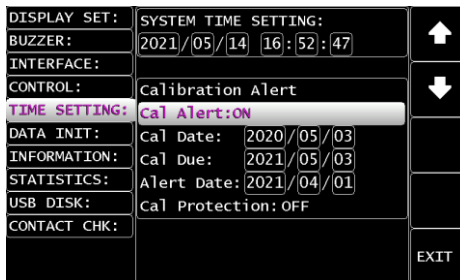 DISPLAY SET:
BUZZER:
INTERFACE:
CONTROL:
TIME SETTING:
DATA INIT:
INFORMATION:
STATISTICS:
USB DISK:
CONTACT CHK:
SYSTEM TIME SETTING:
2021/05/14 16:52:47
Calibration Alert
Cal Alert:ON
Cal Date: 2020/05/03
Cal Due: 2021/05/03
Alert Date: 2021/04/01
Cal Protection: OFF
EXIT